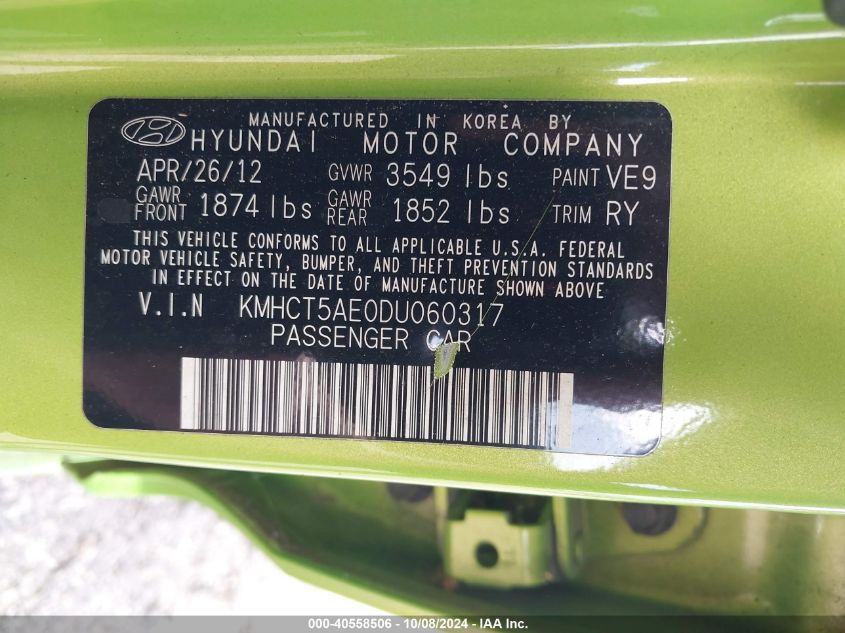 MANUFACTURED IN KOREA BY
HYUNDAI MOTOR COMPANY
APR/26/12 GVWR 3549 lbs PAINT VE9
GAWR FRONT 1874 lbs GAWR REAR 1852 lbs TRIM RY
THIS VEHICLE CONFORMS TO ALL APPLICABLE U.S.A. FEDERAL
MOTOR VEHICLE SAFETY, BUMPER, AND THEFT PREVENTION STANDARDS
IN EFFECT ON THE DATE OF MANUFACTURE SHOWN ABOVE
V.I.N KMHCT5AE0DU060317
PASSENGER CAR
000-40558506 - 10/08/2024 - IAA Inc.